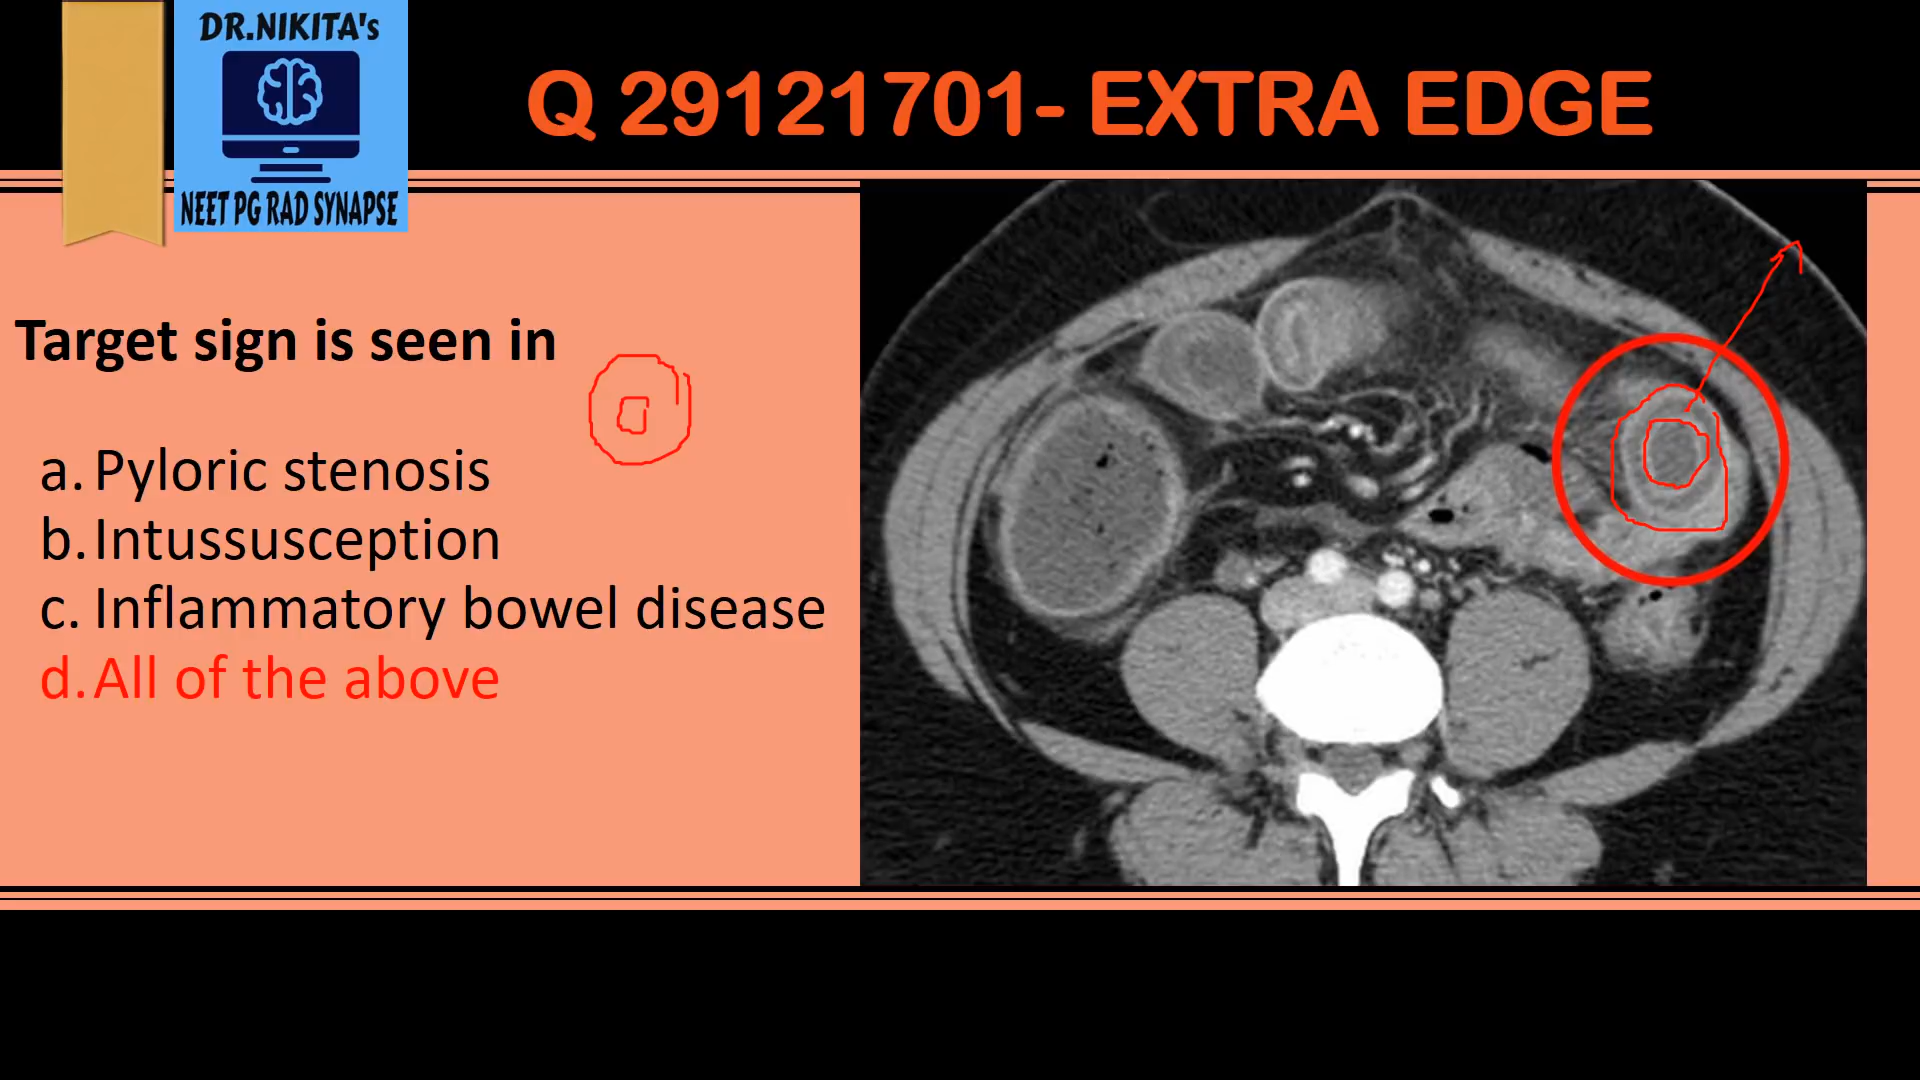 DR.NIKITA's
NEET PG RAD SYNAPSE
Q 29121701- EXTRA EDGE
Target sign is seen in
a. Pyloric stenosis
b. Intussusception
c. Inflammatory bowel disease
d. All of the above